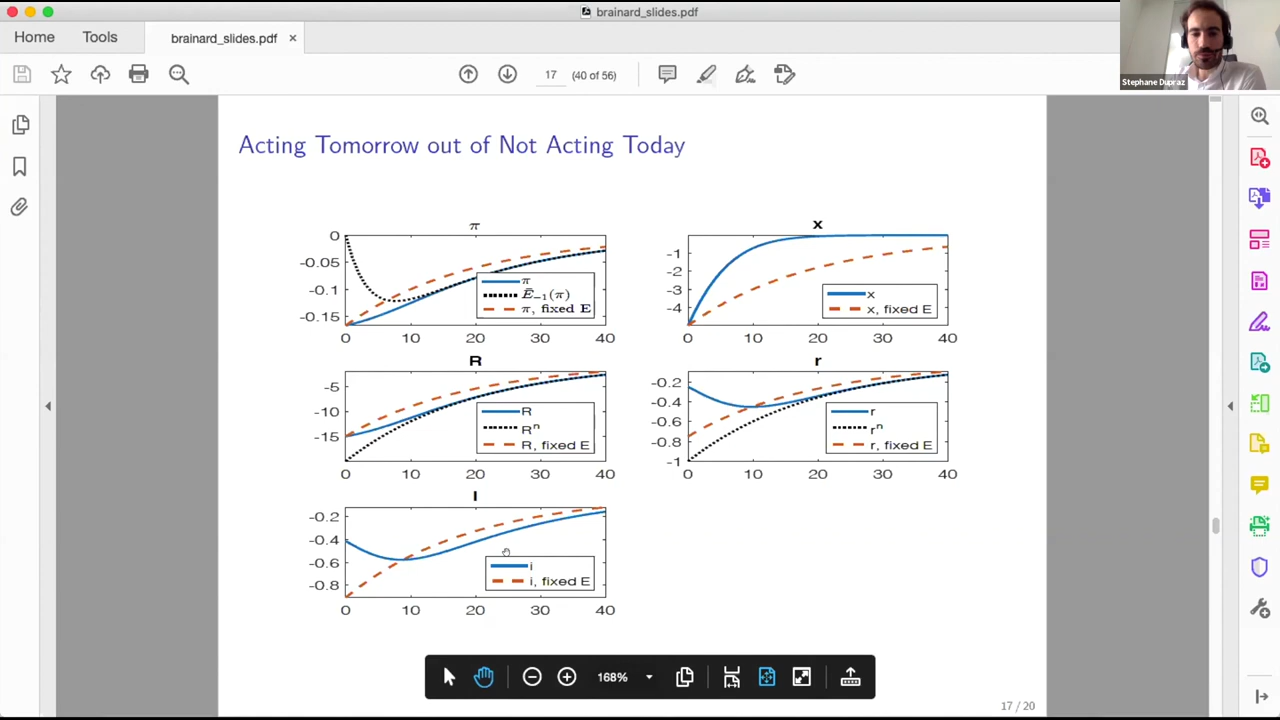 brainard_slides.pdf
Home
Tools
brainard_slides.pdf
×
17
(40 of 56)
Stephane Dupraz
Acting Tomorrow out of Not Acting Today
π
0
-0.05
-0.1
-0.15
π
Ē₋₁(π)
π, fixed E
0 10 20 30 40
x
-1
-2
-3
-4
x
x, fixed E
0 10 20 30 40
R
-5
-10
-15
R
Rⁿ
R, fixed E
0 10 20 30 40
r
-0.2
-0.4
-0.6
-0.8
-1
r
rⁿ
r, fixed E
0 10 20 30 40
I
-0.2
-0.4
-0.6
-0.8
i
i, fixed E
0 10 20 30 40
168%
17 / 20